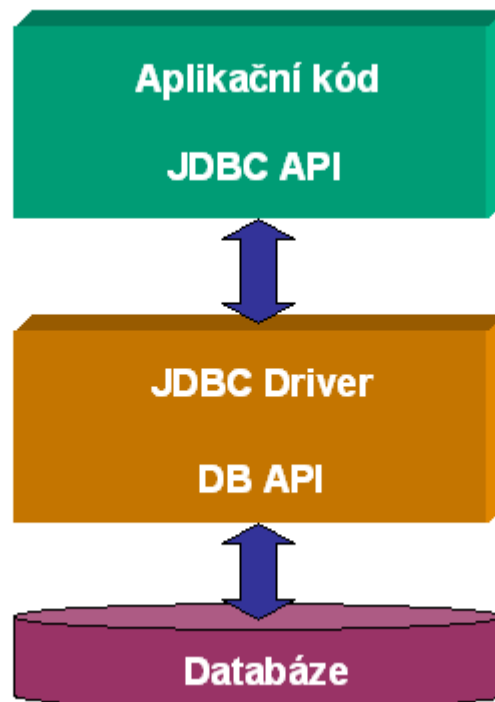 Aplikační kód
JDBC API
JDBC Driver
DB API
Databáze